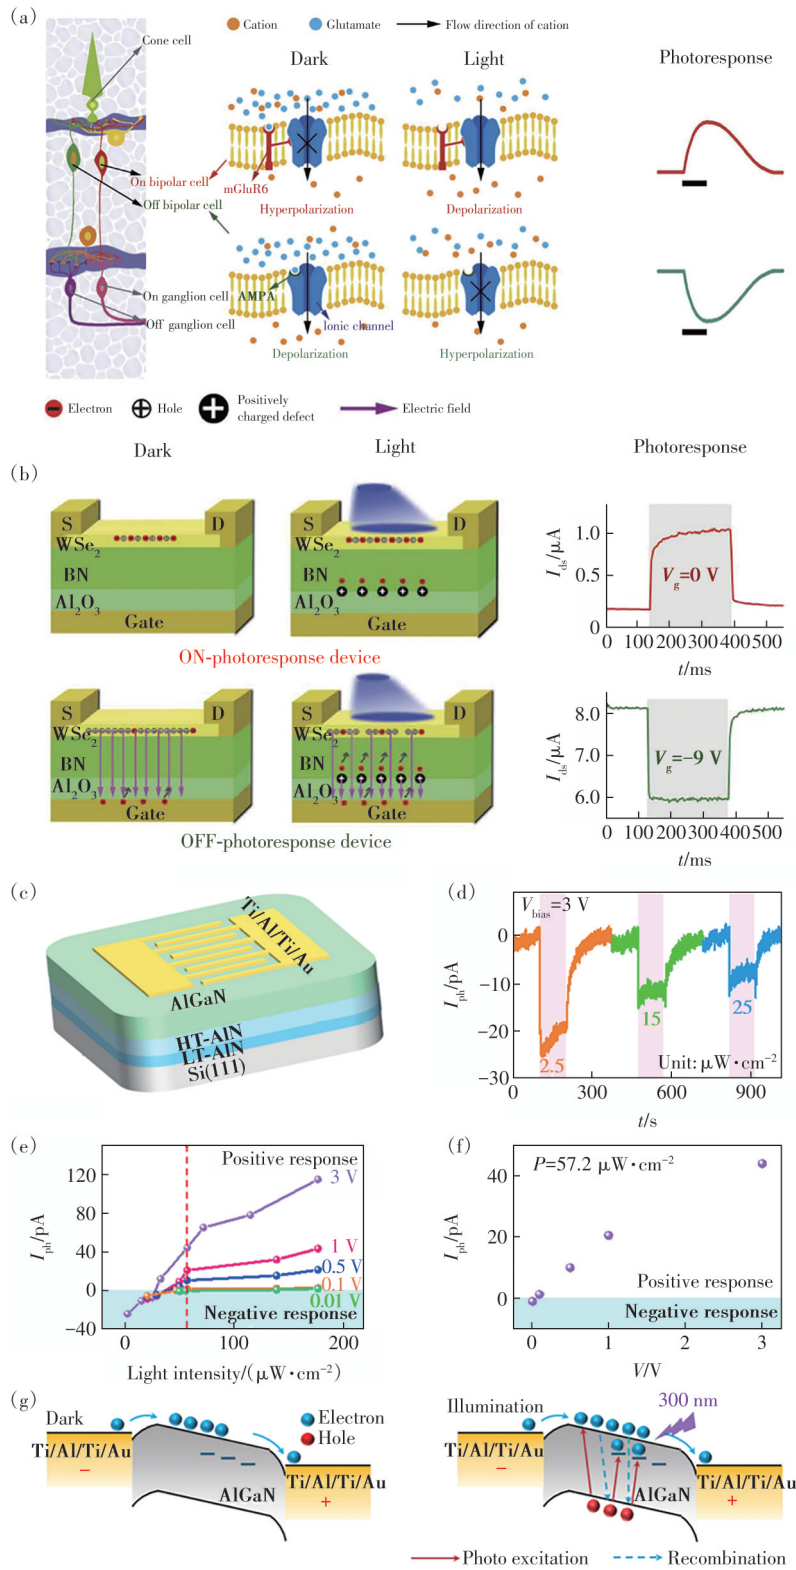 (a)
Cation Glutamate Flow direction of cation
Cone cell
Dark Light Photoresponse
On bipolar cell
mGluR6
Off bipolar cell
Hyperpolarization Depolarization
On ganglion cell
AMPA
Off ganglion cell
Ionic channel
Depolarization Hyperpolarization
Electron Hole Positively charged defect Electric field
Dark Light Photoresponse
(b)
S D
WSe₂
BN
Al₂O₃
Gate
S D
WSe₂
BN
Al₂O₃
Gate
I_ds/μA
1.0
0.5
0
V_g=0 V
0 100 200 300 400 500
t/ms
ON-photoresponse device
S D
WSe₂
BN
Al₂O₃
Gate
S D
WSe₂
BN
Al₂O₃
Gate
I_ds/μA
8.0
7.0
6.0
V_g=−9 V
0 100 200 300 400 500
t/ms
OFF-photoresponse device
(c)
Ti/Al/Ti/Au
AlGaN
HT-AlN
LT-AlN
Si(111)
(d)
V_bias=3 V
I_ph/pA
0
−10
−20
−30
2.5 15 25
Unit: μW·cm⁻²
0 300 600 900
t/s
(e)
Positive response
I_ph/pA
120
80
40
0
−40
3 V
1 V
0.5 V
0.1 V
0.01 V
Negative response
0 100 200
Light intensity/(μW·cm⁻²)
(f)
P=57.2 μW·cm⁻²
I_ph/pA
40
20
0
Positive response
Negative response
0 1 2 3
V/V
(g)
Dark
Electron
Hole
Ti/Al/Ti/Au
−
AlGaN
Ti/Al/Ti/Au
+
Illumination
300 nm
Ti/Al/Ti/Au
−
AlGaN
Ti/Al/Ti/Au
+
Photo excitation Recombination